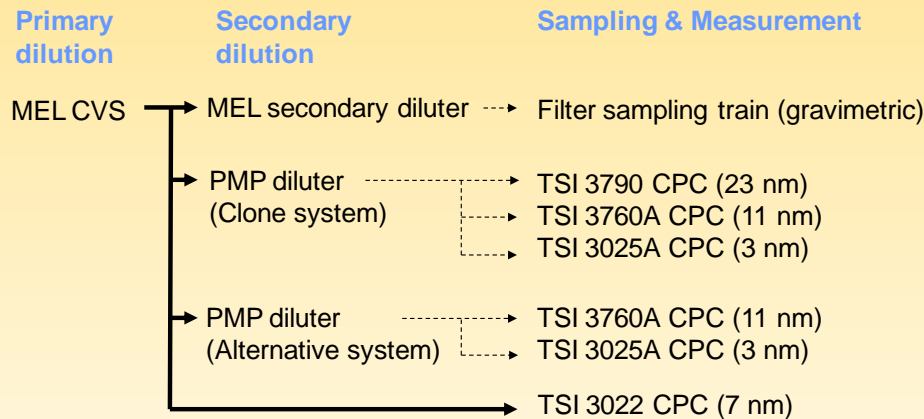 Primary dilution
Secondary dilution
Sampling & Measurement
MEL CVS
MEL secondary diluter
Filter sampling train (gravimetric)
PMP diluter
(Clone system)
TSI 3790 CPC (23 nm)
TSI 3760A CPC (11 nm)
TSI 3025A CPC (3 nm)
PMP diluter
(Alternative system)
TSI 3760A CPC (11 nm)
TSI 3025A CPC (3 nm)
TSI 3022 CPC (7 nm)